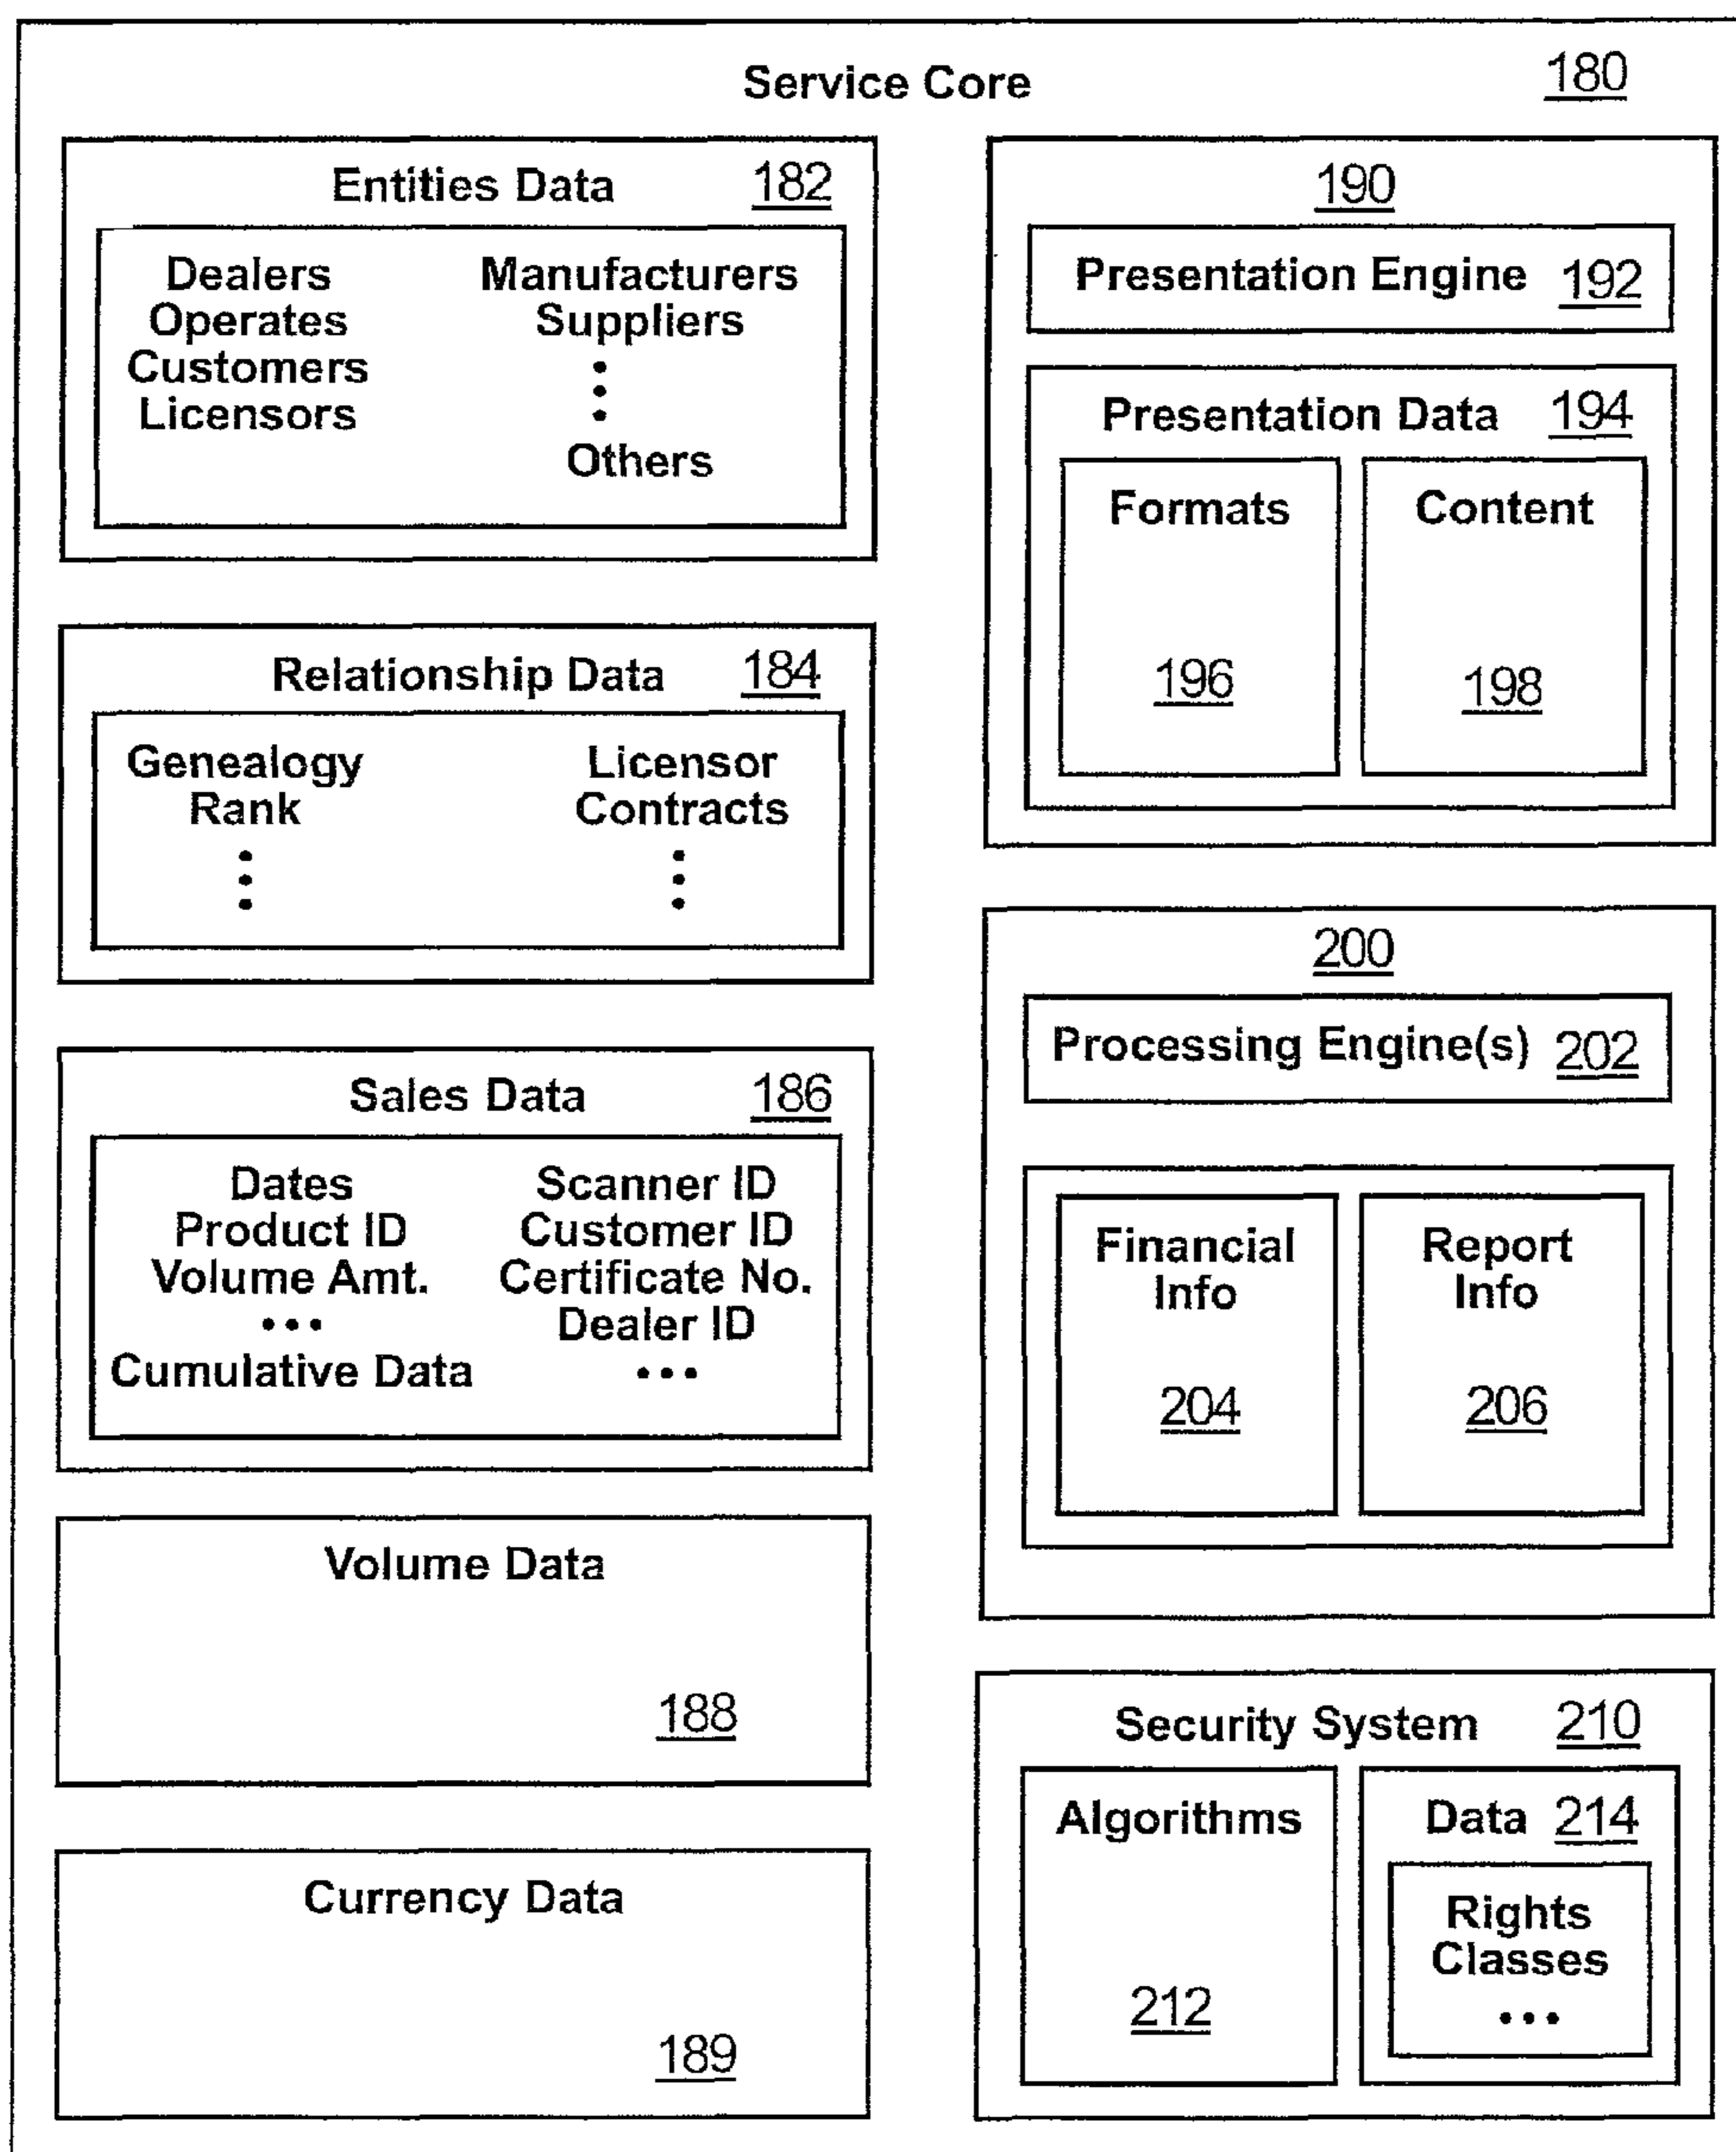 Service Core 180
Entities Data 182
Dealers
Operates
Customers
Licensors
Manufacturers
Suppliers
Others
Relationship Data 184
Genealogy
Rank
Licensor
Contracts
Sales Data 186
Dates
Product ID
Volume Amt.
•••
Cumulative Data
Scanner ID
Customer ID
Certificate No.
Dealer ID
•••
Volume Data
188
Currency Data
189
190
Presentation Engine 192
Presentation Data 194
Formats
196
Content
198
200
Processing Engine(s) 202
Financial
Info
204
Report
Info
206
Security System 210
Algorithms
212
Data 214
Rights
Classes
•••